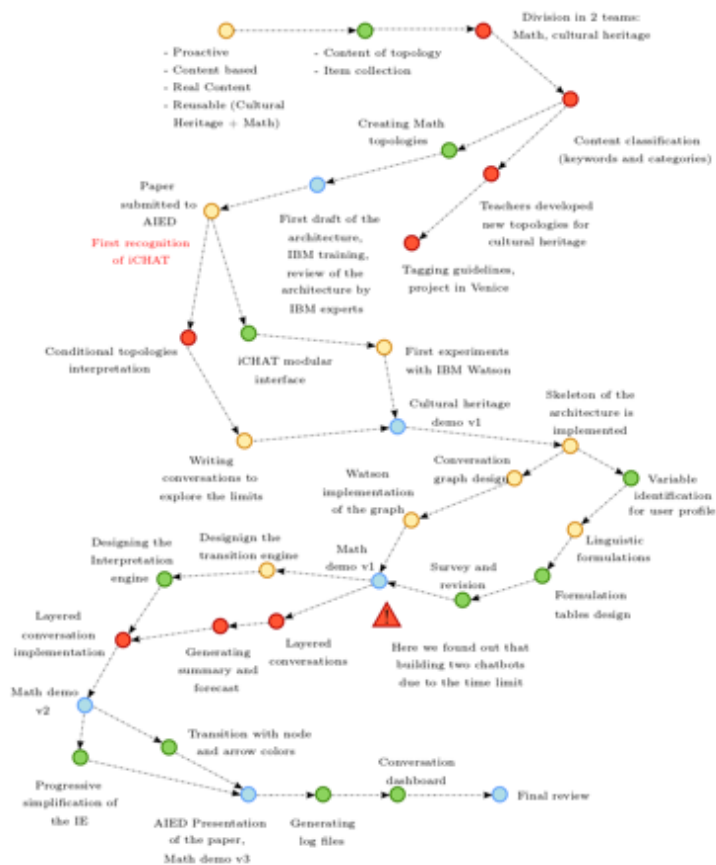 - Proactive
- Content based
- Real Content
- Reusable (Cultural
Heritage + Math)
- Content of topology
- Item collection
Division in 2 teams:
Math, cultural heritage
Content classification
(keywords and categories)
Creating Math
topologies
Teachers developed
new topologies for
cultural heritage
Tagging guidelines,
project in Venice
First draft of the
architecture,
IBM training,
review of the
architecture by
IBM experts
Paper
submitted to
AIED
First recognition
of iCHAT
Conditional topologies
interpretation
iCHAT modular
interface
First experiments
with IBM Watson
Writing
conversations to
explore the limits
Cultural heritage
demo v1
Skeleton of the
architecture is
implemented
Conversation
graph design
Variable
identification
for user profile
Watson
implementation
of the graph
Linguistic
formulations
Formulation
tables design
Survey and
revision
Math
demo v1
Here we found out that
building two chatbots
due to the time limit
Designign the
transition engine
Designing the
Interpretation
engine
Layered
conversations
Generating
summary and
forecast
Layered
conversation
implementation
Math demo
v2
Transition with node
and arrow colors
Progressive
simplification of
the IE
AIED Presentation
of the paper,
Math demo v3
Generating
log files
Conversation
dashboard
Final review